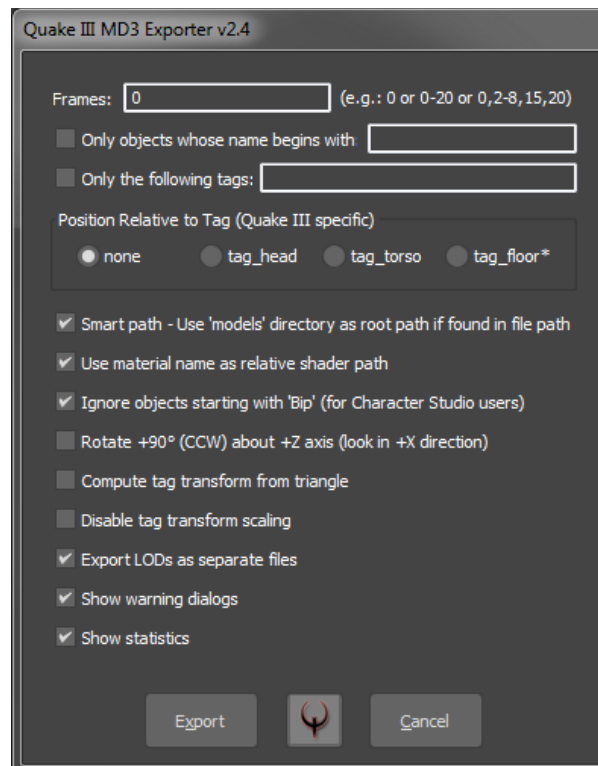 Quake III MD3 Exporter v2.4
Frames: 0 (e.g.: 0 or 0-20 or 0,2-8,15,20)
Only objects whose name begins with:
Only the following tags:
Position Relative to Tag (Quake III specific)
none tag_head tag_torso tag_floor*
Smart path - Use 'models' directory as root path if found in file path
Use material name as relative shader path
Ignore objects starting with 'Bip' (for Character Studio users)
Rotate +90° (CCW) about +Z axis (look in +X direction)
Compute tag transform from triangle
Disable tag transform scaling
Export LODs as separate files
Show warning dialogs
Show statistics
Export Cancel